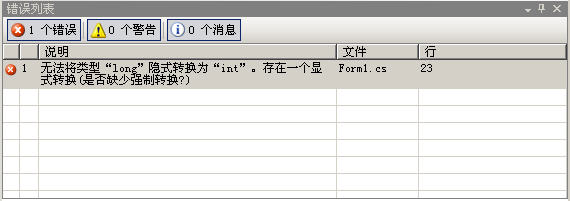 错误列表
1 个错误 0 个警告 0 个消息
说明 文件 行
1 无法将类型“long”隐式转换为“int”。存在一个显 Form1.cs 23
式转换(是否缺少强制转换?)